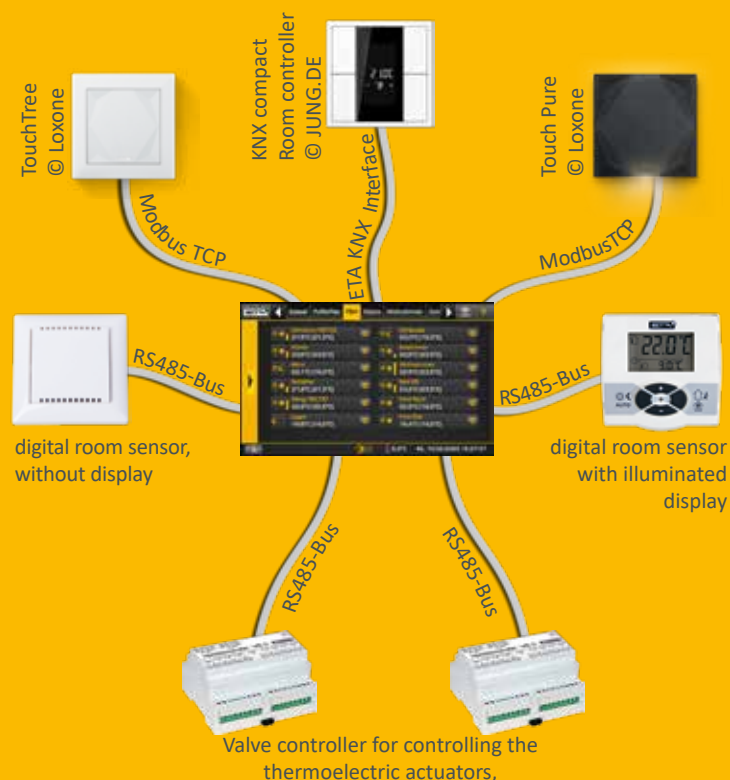 TouchTree
© Loxone
KNX compact
Room controller
© JUNG.DE
Touch Pure
© Loxone
Modbus TCP
ETA KNX Interface
ModbusTCP
RS485-Bus
RS485-Bus
22.0°C
AUTO
digital room sensor,
without display
digital room sensor
with illuminated
display
RS485-Bus
RS485-Bus
Valve controller for controlling the
thermoelectric actuators,